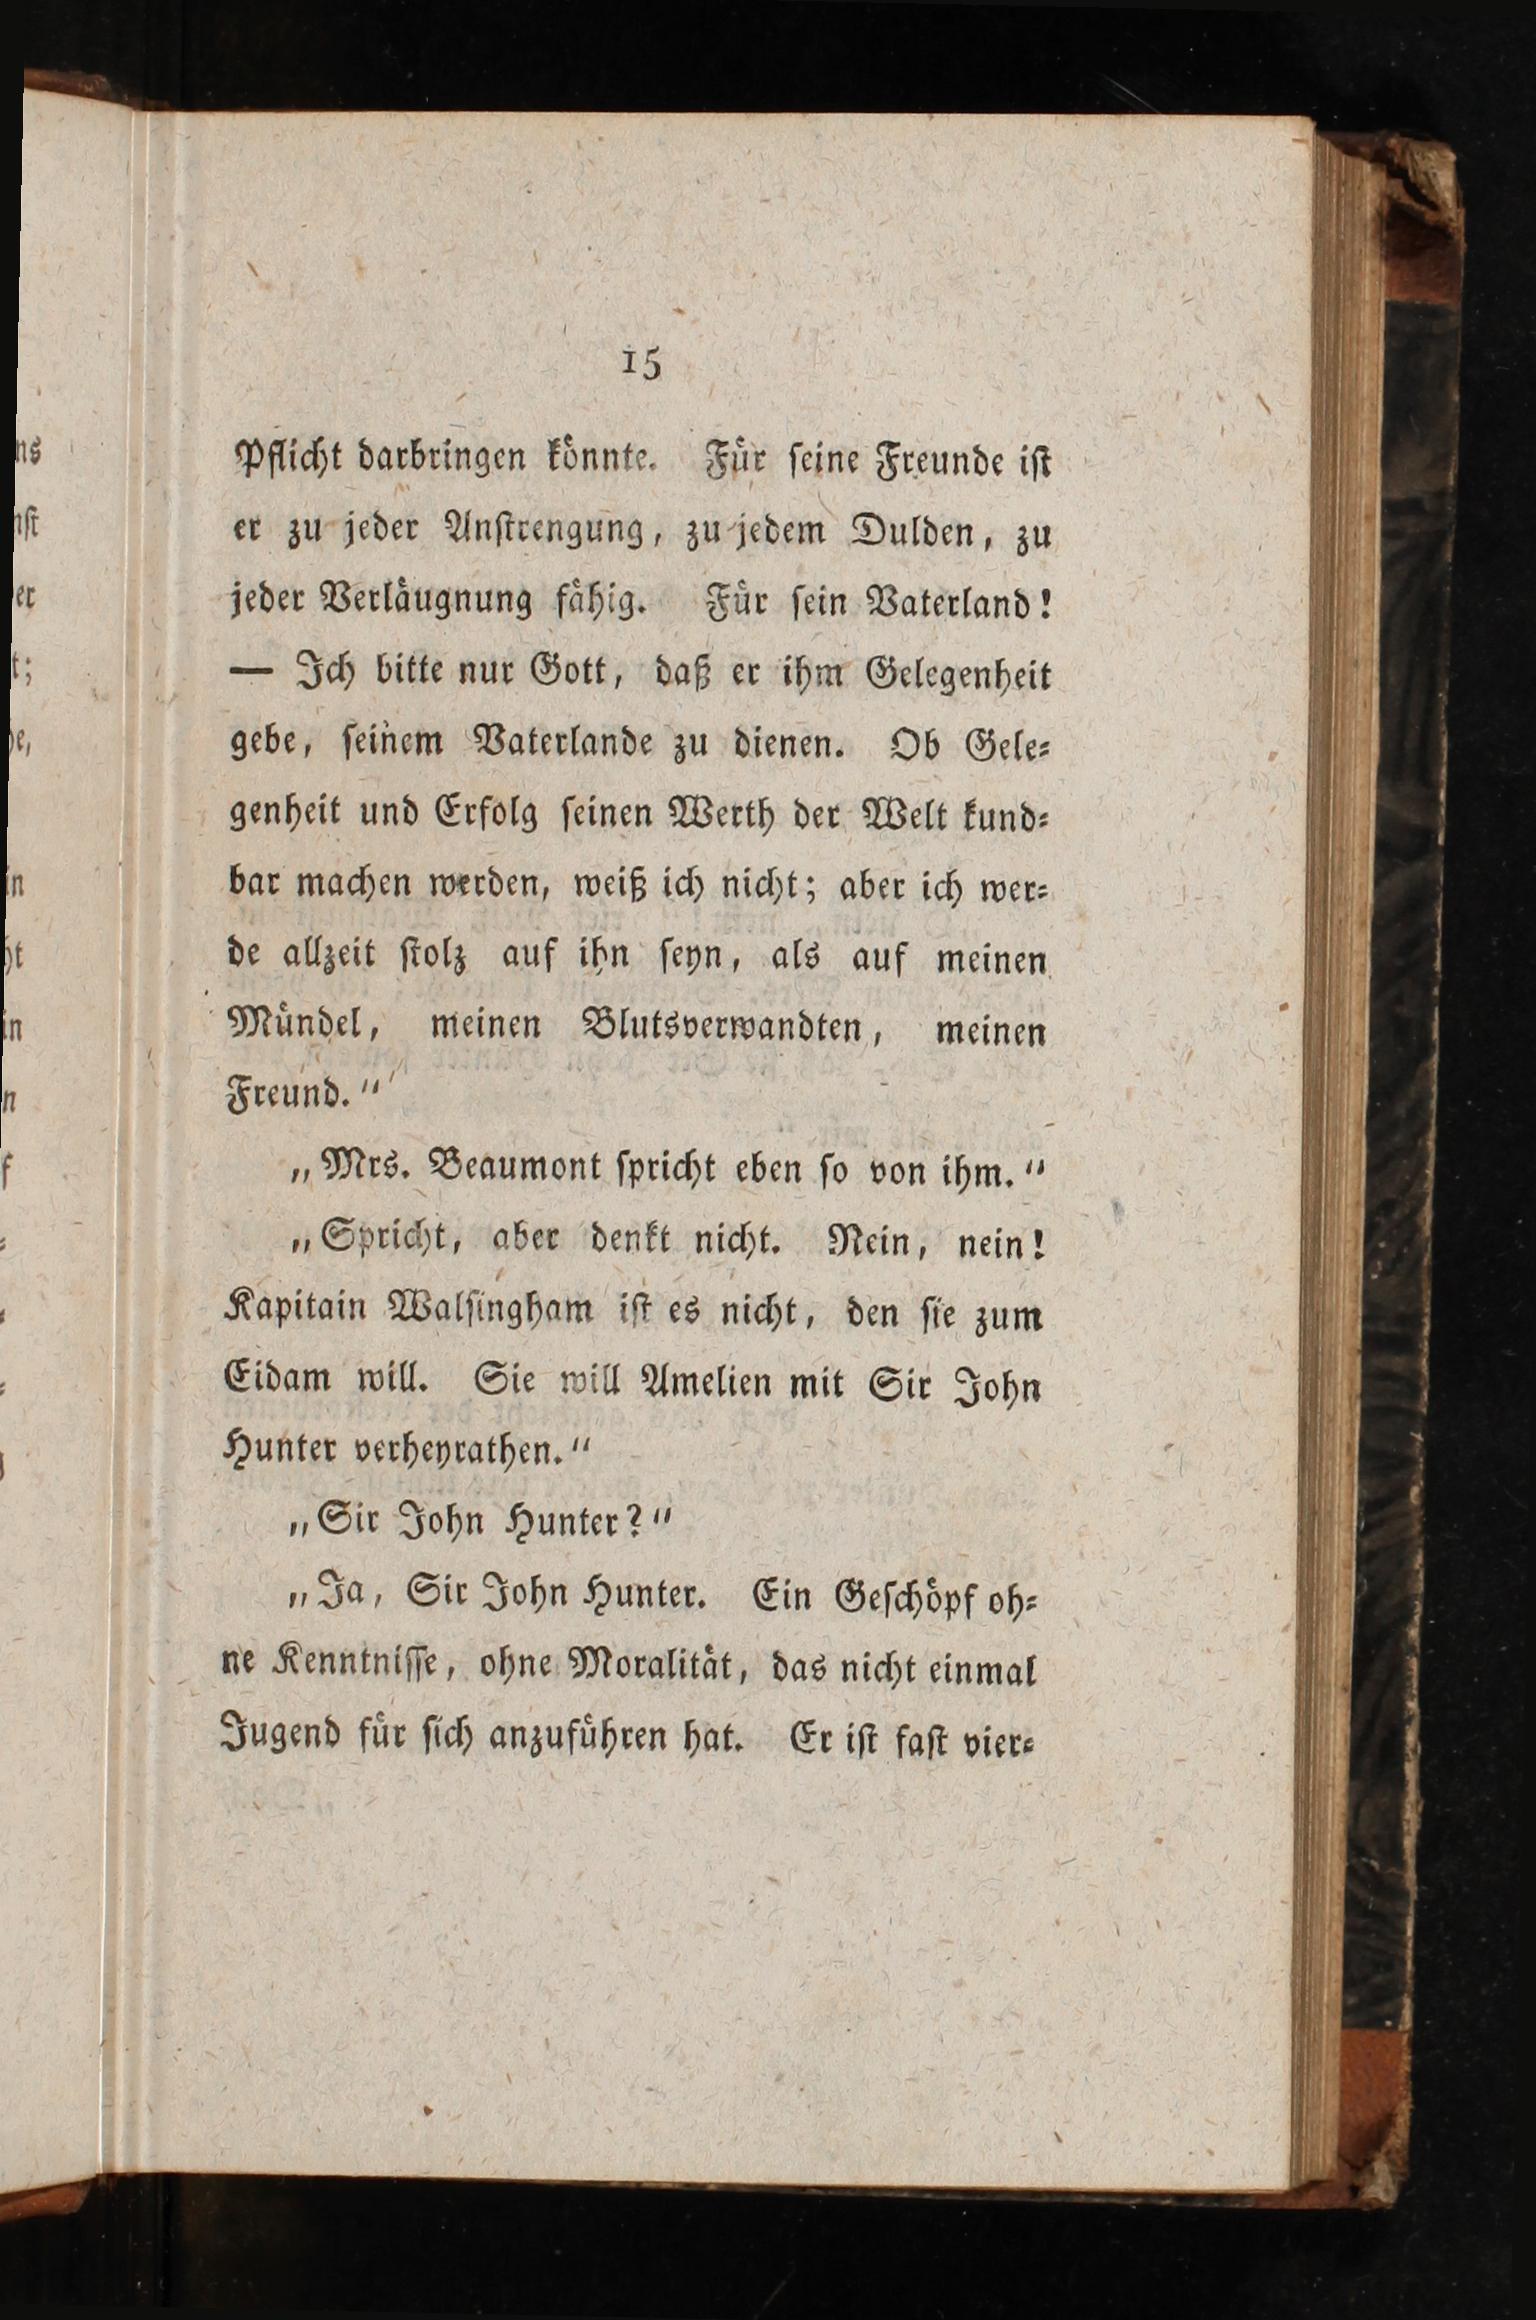 15
Pflicht darbringen könnte. Für ſeine Freunde iſt
er zu jeder Anſtrengung, zu jedem Dulden, zu
jeder Verläugnung fähig. Für ſein Vaterland!
— Ich bitte nur Gott, daß er ihm Gelegenheit
gebe, ſeinem Vaterlande zu dienen. Ob Gele⸗
genheit und Erfolg ſeinen Werth der Welt kund⸗
bar machen werden, weiß ich nicht; aber ich wer⸗
de allzeit ſtolz auf ihn ſeyn, als auf meinen
Mündel, meinen Blutsverwandten, meinen
Freund.“
„Mrs. Beaumont ſpricht eben ſo von ihm.“
„Spricht, aber denkt nicht. Nein, nein!
Kapitain Walſingham iſt es nicht, den ſie zum
Eidam will. Sie will Amelien mit Sir John
Hunter verheyrathen.“
„Sir John Hunter?“
„Ja, Sir John Hunter. Ein Geſchöpf oh⸗
ne Kenntniſſe, ohne Moralität, das nicht einmal
Jugend für ſich anzuführen hat. Er iſt faſt vier⸗